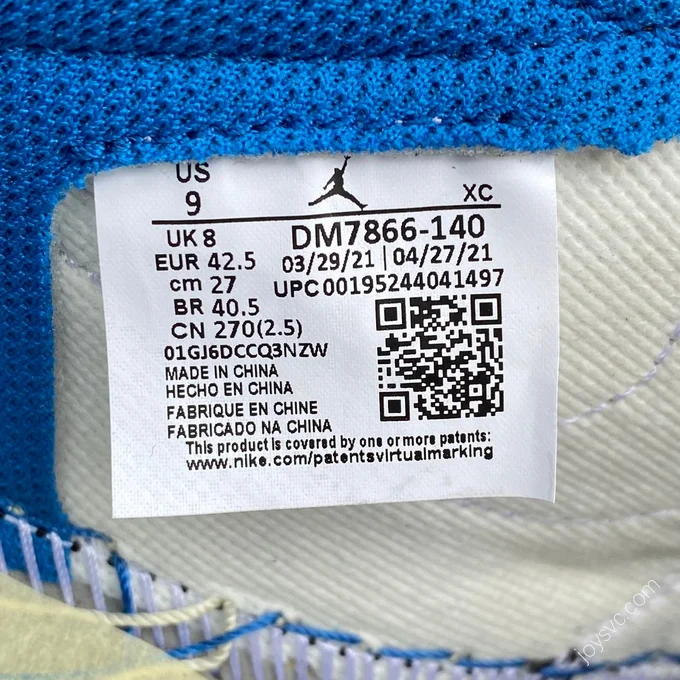 US
9
XC
UK 8
DM7866-140
EUR 42.5
03/29/21 | 04/27/21
cm 27
UPC 00195244041497
BR 40.5
CN 270(2.5)
01GJ6DCCQ3NZW
MADE IN CHINA
HECHO EN CHINA
FABRIQUE EN CHINE
FABRICADO NA CHINA
This product is covered by one or more patents:
www.nike.com/patentsvirtualmarking
joysvc.com